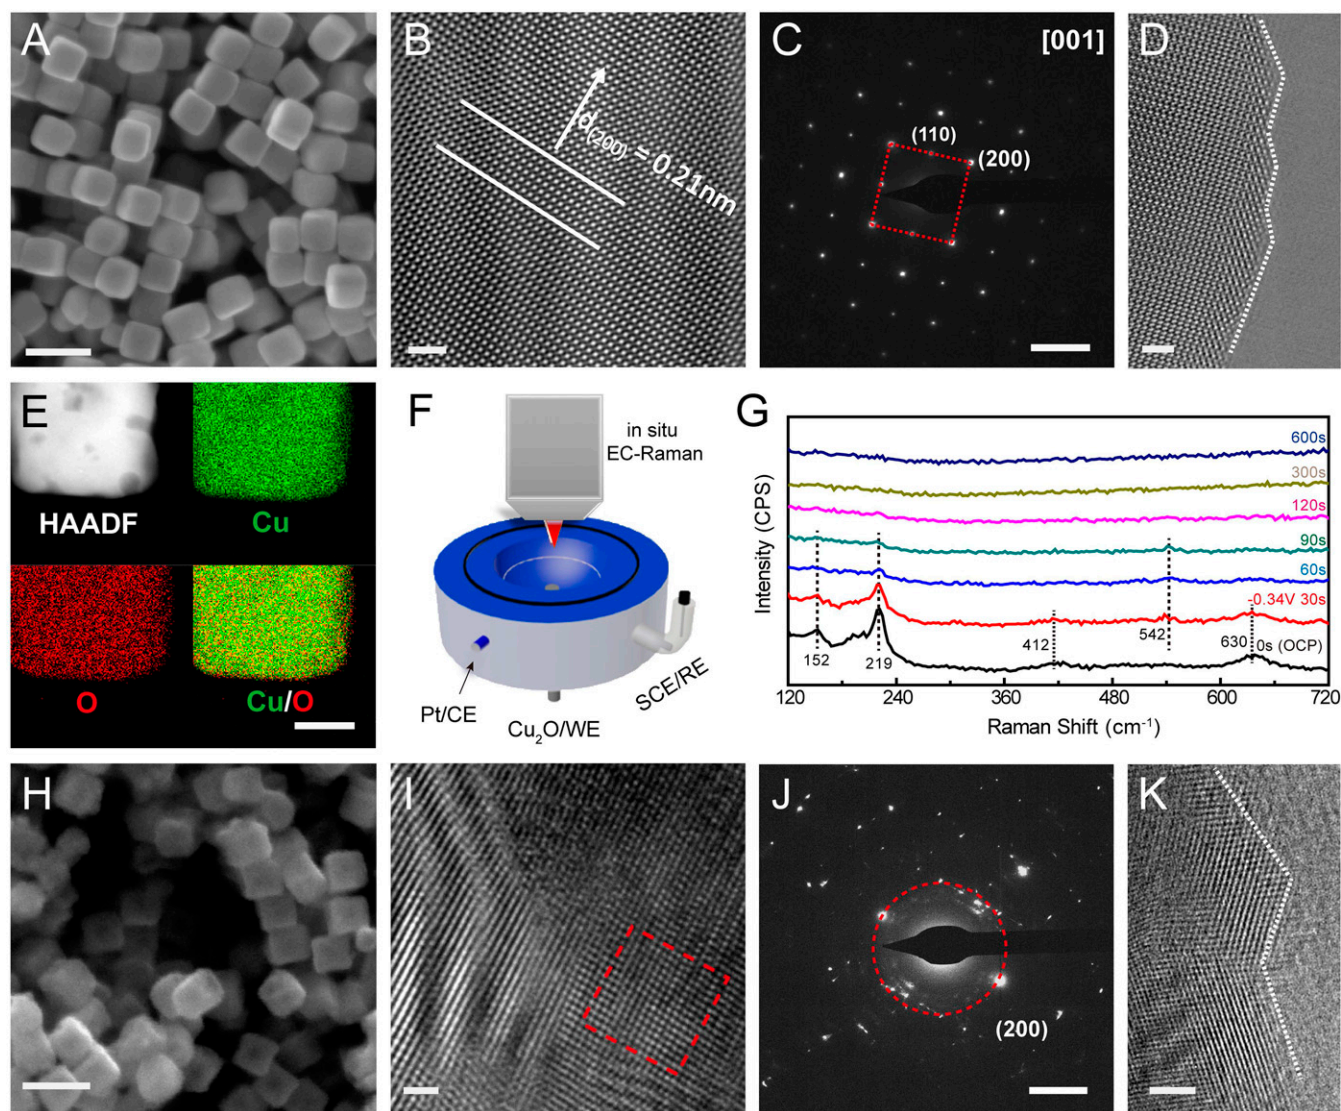 A
B
d(200) = 0.21nm
C
[001]
(110)
(200)
D
E
HAADF
Cu
O
Cu/O
F
in situ
EC-Raman
Pt/CE
Cu₂O/WE
SCE/RE
G
Intensity (CPS)
600s
300s
120s
90s
60s
-0.34V 30s
0s (OCP)
152
219
412
542
630
120
240
360
480
600
720
Raman Shift (cm⁻¹)
H
I
J
(200)
K